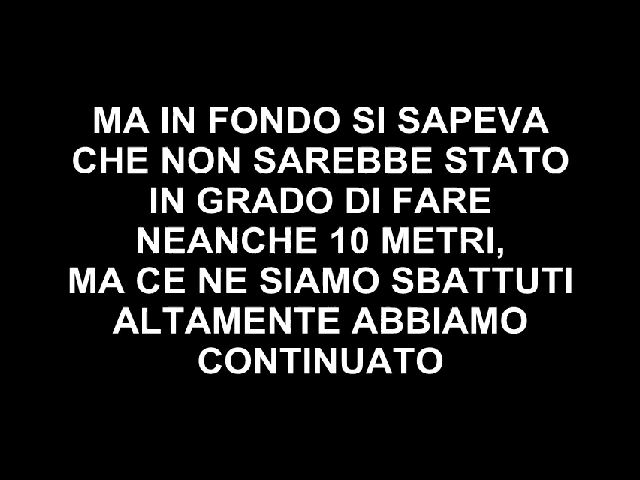 MA IN FONDO SI SAPEVA
CHE NON SAREBBE STATO
IN GRADO DI FARE
NEANCHE 10 METRI,
MA CE NE SIAMO SBATTUTI
ALTAMENTE ABBIAMO
CONTINUATO